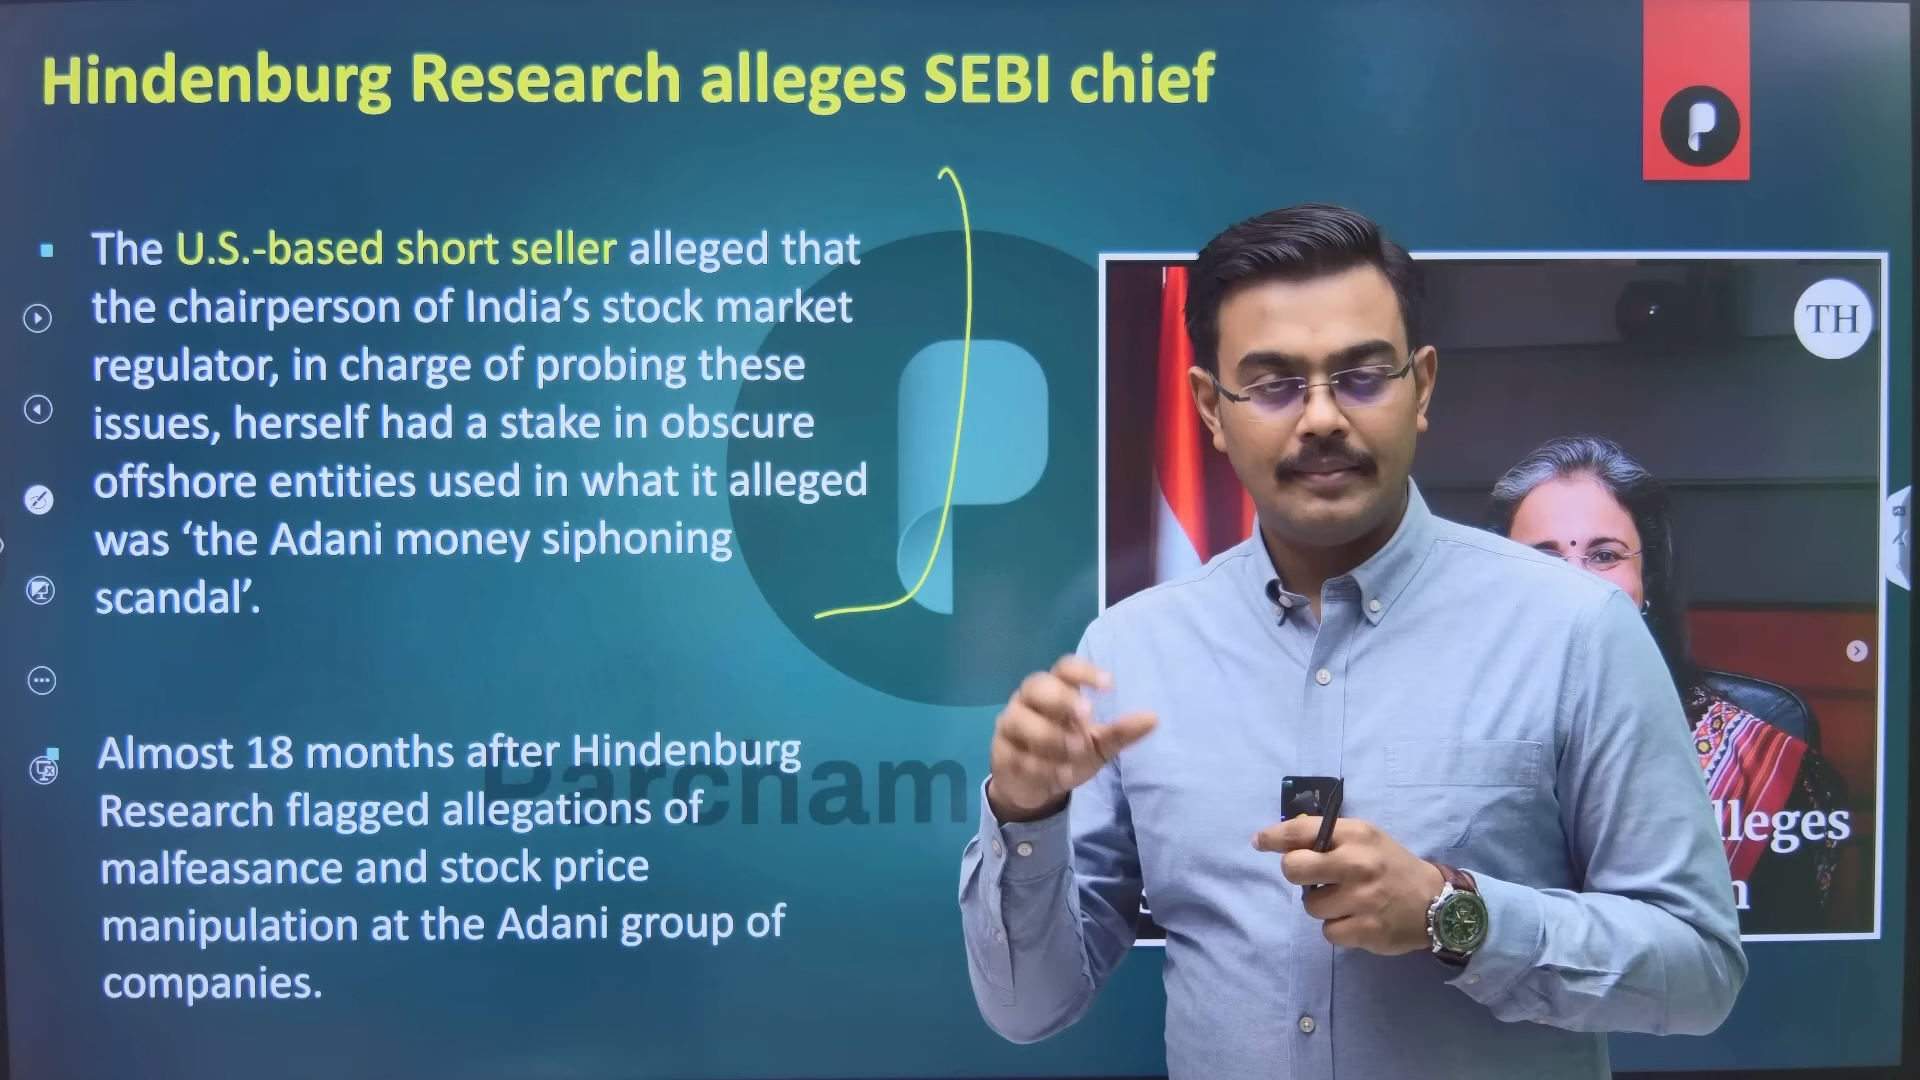 Hindenburg Research alleges SEBI chief
The U.S.-based short seller alleged that
the chairperson of India’s stock market
regulator, in charge of probing these
issues, herself had a stake in obscure
offshore entities used in what it alleged
was ‘the Adani money siphoning
scandal’.
Almost 18 months after Hindenburg
Research flagged allegations of
malfeasance and stock price
manipulation at the Adani group of
companies.
Parcham
TH